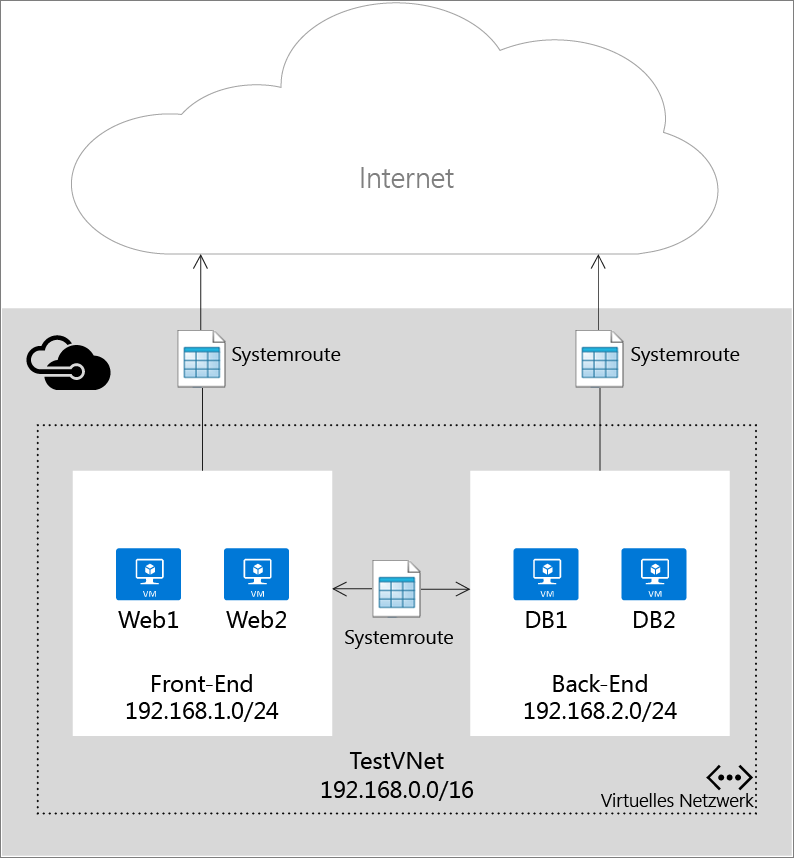 Internet
Systemroute
Systemroute
VM
VM
VM
VM
Web1
Web2
DB1
DB2
Systemroute
Front-End
192.168.1.0/24
Back-End
192.168.2.0/24
TestVNet
192.168.0.0/16
Virtuelles Netzwerk